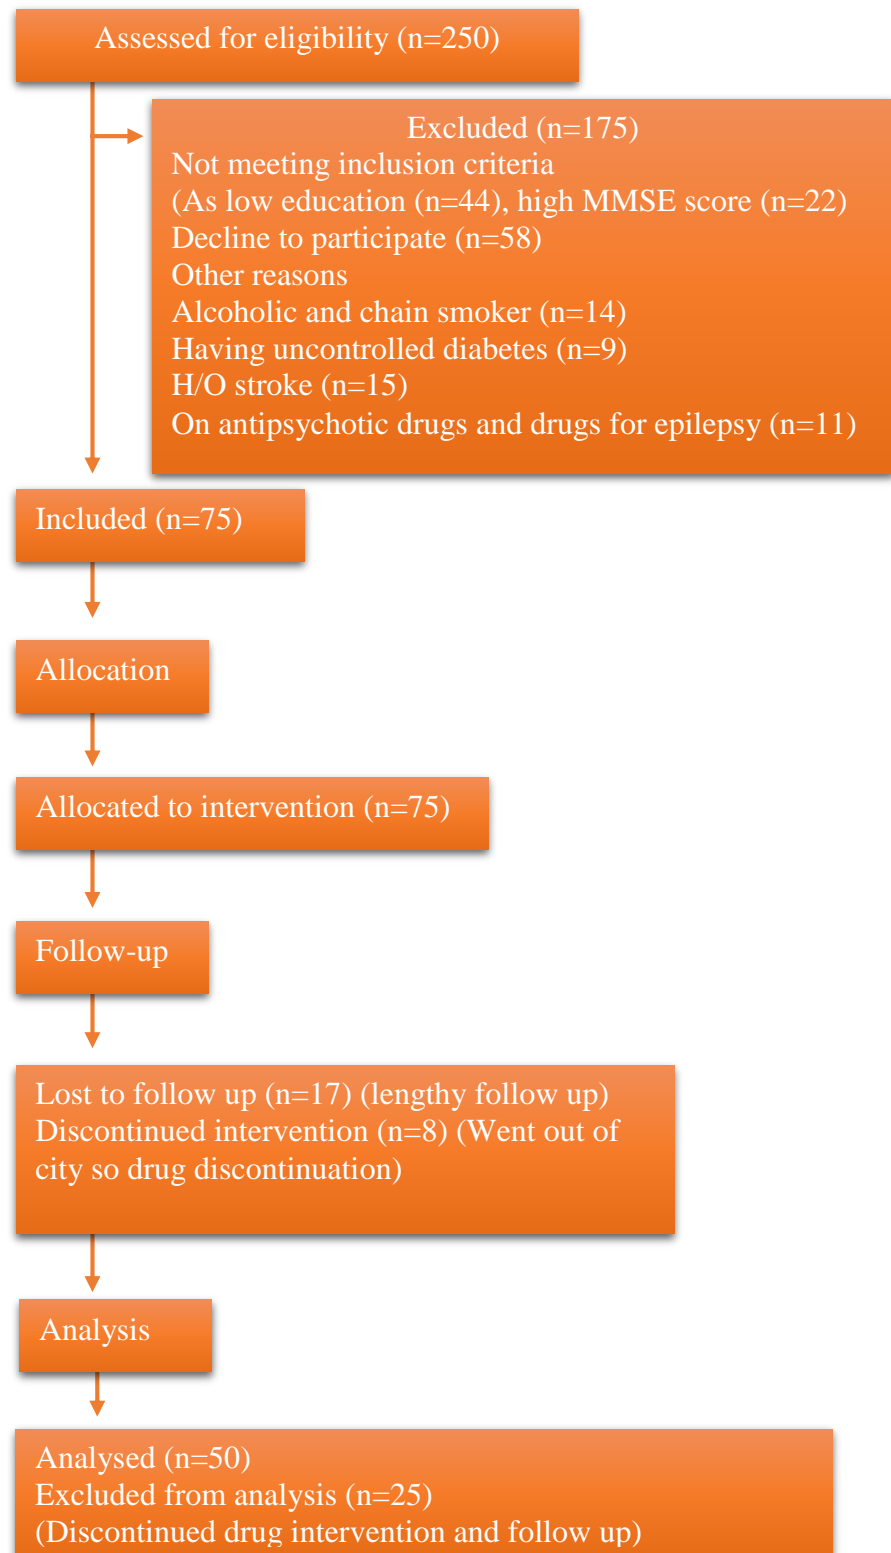 Assessed for eligibility (n=250)
Excluded (n=175)
Not meeting inclusion criteria
(As low education (n=44), high MMSE score (n=22)
Decline to participate (n=58)
Other reasons
Alcoholic and chain smoker (n=14)
Having uncontrolled diabetes (n=9)
H/O stroke (n=15)
On antipsychotic drugs and drugs for epilepsy (n=11)
Included (n=75)
Allocation
Allocated to intervention (n=75)
Follow-up
Lost to follow up (n=17) (lengthy follow up)
Discontinued intervention (n=8) (Went out of
city so drug discontinuation)
Analysis
Analysed (n=50)
Excluded from analysis (n=25)
(Discontinued drug intervention and follow up)